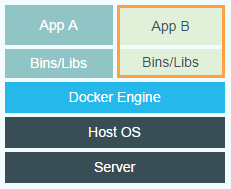 App A
App B
Bins/Libs
Bins/Libs
Docker Engine
Host OS
Server